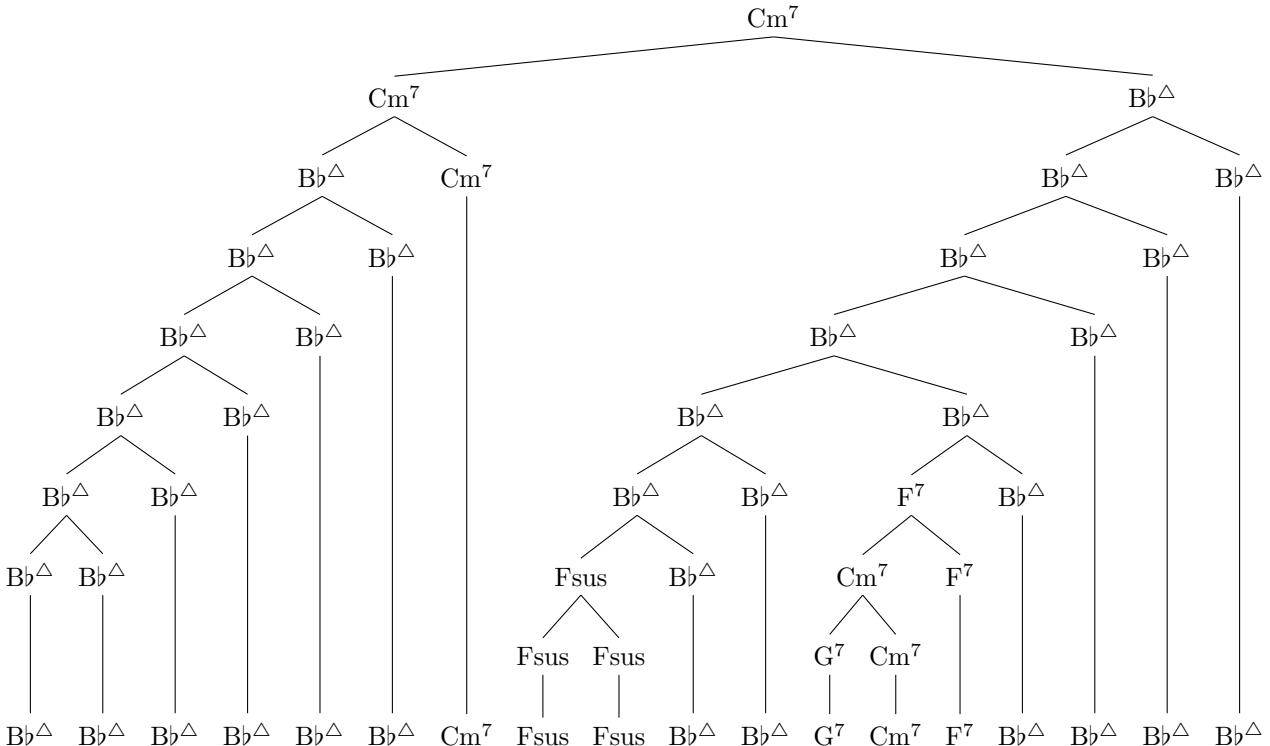 Cm⁷
Cm⁷ B♭△
B♭△ Cm⁷ B♭△ B♭△
B♭△ B♭△ B♭△ B♭△
B♭△ B♭△ B♭△ B♭△
B♭△ B♭△ B♭△ B♭△
B♭△ B♭△ B♭△ B♭△ F⁷ B♭△
B♭△ B♭△ Fsus B♭△ Cm⁷ F⁷
Fsus Fsus G⁷ Cm⁷
B♭△ B♭△ B♭△ B♭△ B♭△ B♭△ Cm⁷ Fsus Fsus B♭△ B♭△ G⁷ Cm⁷ F⁷ B♭△ B♭△ B♭△ B♭△